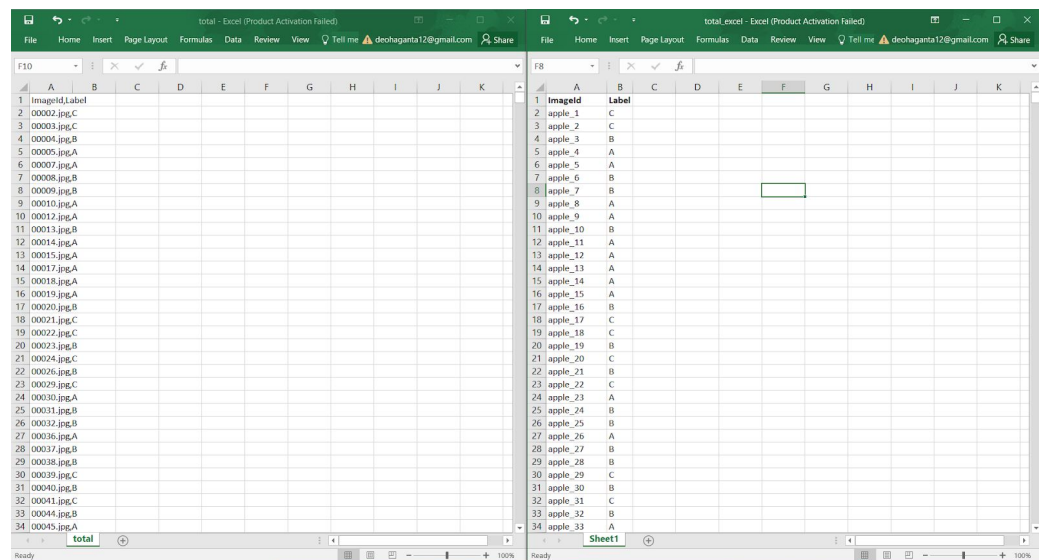 total - Excel (Product Activation Failed)
File Home Insert Page Layout Formulas Data Review View Tell me deohaganta12@gmail.com Share
F10 fx
A B C D E F G H I J K
1 ImageId,Label
2 00002.jpg,C
3 00003.jpg,C
4 00004.jpg,B
5 00005.jpg,A
6 00007.jpg,A
7 00008.jpg,B
8 00009.jpg,B
9 00010.jpg,A
10 00012.jpg,A
11 00013.jpg,B
12 00014.jpg,A
13 00015.jpg,A
14 00017.jpg,A
15 00018.jpg,A
16 00019.jpg,A
17 00020.jpg,B
18 00021.jpg,C
19 00022.jpg,C
20 00023.jpg,B
21 00024.jpg,C
22 00026.jpg,B
23 00029.jpg,C
24 00030.jpg,A
25 00031.jpg,B
26 00032.jpg,B
27 00036.jpg,A
28 00037.jpg,B
29 00038.jpg,B
30 00039.jpg,C
31 00040.jpg,B
32 00041.jpg,C
33 00044.jpg,B
34 00045.jpg,A
total
Ready 100%
total_excel - Excel (Product Activation Failed)
File Home Insert Page Layout Formulas Data Review View Tell me deohaganta12@gmail.com Share
F8 fx
A B C D E F G H I J K
1 ImageId Label
2 apple_1 C
3 apple_2 C
4 apple_3 B
5 apple_4 A
6 apple_5 A
7 apple_6 B
8 apple_7 B
9 apple_8 A
10 apple_9 A
11 apple_10 B
12 apple_11 A
13 apple_12 A
14 apple_13 A
15 apple_14 A
16 apple_15 A
17 apple_16 B
18 apple_17 C
19 apple_18 C
20 apple_19 B
21 apple_20 C
22 apple_21 B
23 apple_22 C
24 apple_23 A
25 apple_24 B
26 apple_25 B
27 apple_26 A
28 apple_27 B
29 apple_28 B
30 apple_29 C
31 apple_30 B
32 apple_31 C
33 apple_32 B
34 apple_33 A
Sheet1
Ready 100%